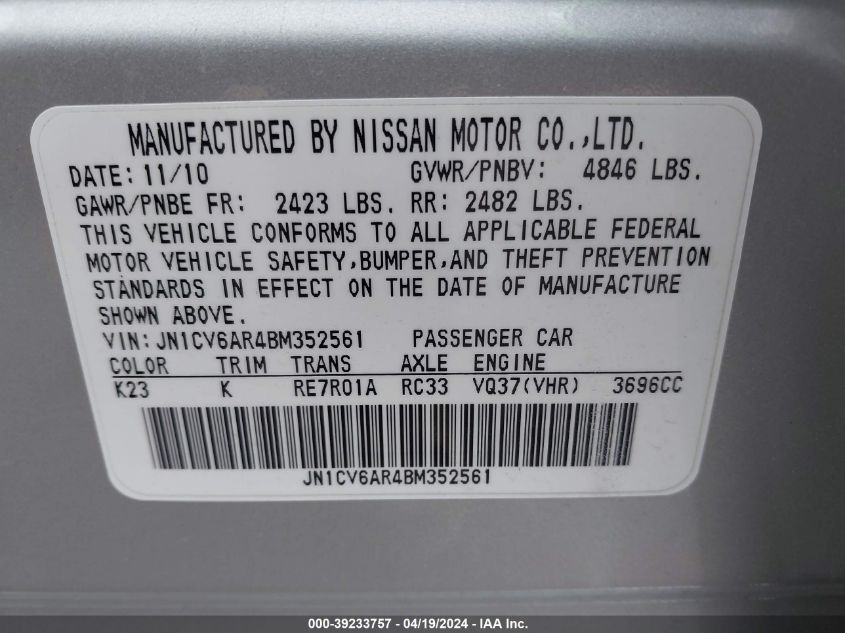 MANUFACTURED BY NISSAN MOTOR CO.,LTD.
DATE: 11/10 GVWR/PNBV: 4846 LBS.
GAWR/PNBE FR: 2423 LBS. RR: 2482 LBS.
THIS VEHICLE CONFORMS TO ALL APPLICABLE FEDERAL
MOTOR VEHICLE SAFETY,BUMPER,AND THEFT PREVENTION
STANDARDS IN EFFECT ON THE DATE OF MANUFACTURE
SHOWN ABOVE.
VIN: JN1CV6AR4BM352561 PASSENGER CAR
COLOR TRIM TRANS AXLE ENGINE
K23 K RE7R01A RC33 VQ37(VHR) 3696CC
JN1CV6AR4BM352561
000-39233757 - 04/19/2024 - IAA Inc.